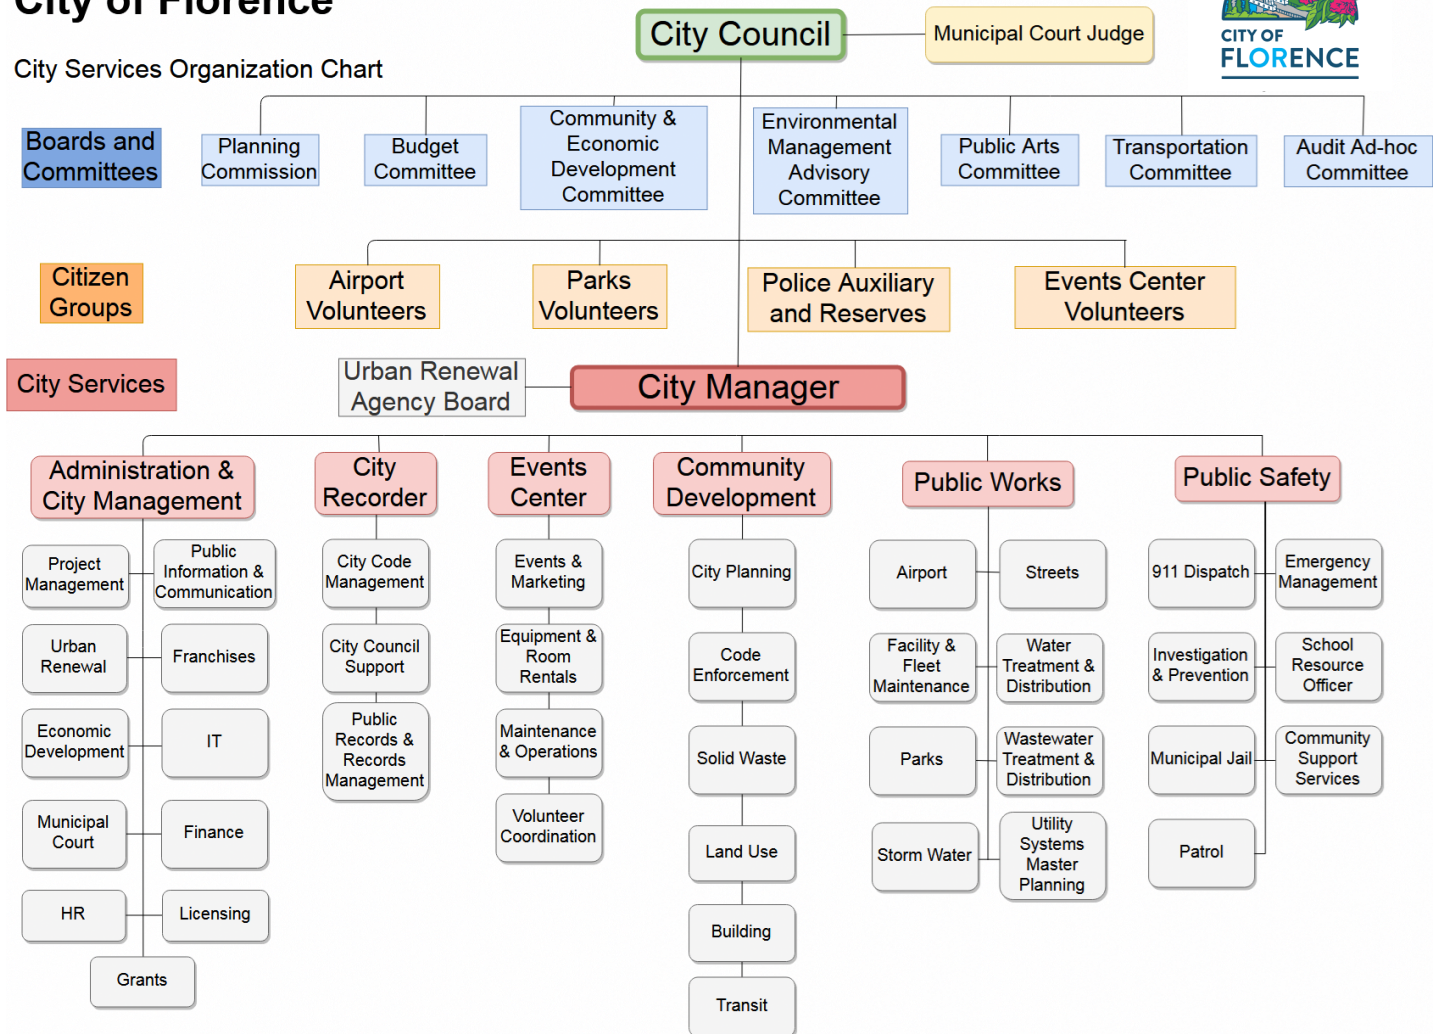 City of Florence
City Services Organization Chart
City Council
Municipal Court Judge
CITY OF
FLORENCE
Boards and
Committees
Planning
Commission
Budget
Committee
Community &
Economic
Development
Committee
Environmental
Management
Advisory
Committee
Public Arts
Committee
Transportation
Committee
Audit Ad-hoc
Committee
Citizen
Groups
Airport
Volunteers
Parks
Volunteers
Police Auxiliary
and Reserves
Events Center
Volunteers
City Services
Urban Renewal
Agency Board
City Manager
Administration &
City Management
City
Recorder
Events
Center
Community
Development
Public Works
Public Safety
Project
Management
Public
Information &
Communication
Urban
Renewal
Franchises
Economic
Development
IT
Municipal
Court
Finance
HR
Licensing
Grants
City Code
Management
City Council
Support
Public
Records &
Records
Management
Events &
Marketing
Equipment &
Room
Rentals
Maintenance
& Operations
Volunteer
Coordination
City Planning
Code
Enforcement
Solid Waste
Land Use
Building
Transit
Airport
Streets
Facility &
Fleet
Maintenance
Water
Treatment &
Distribution
Parks
Wastewater
Treatment &
Distribution
Storm Water
Utility
Systems
Master
Planning
911 Dispatch
Emergency
Management
Investigation
& Prevention
School
Resource
Officer
Municipal Jail
Community
Support
Services
Patrol